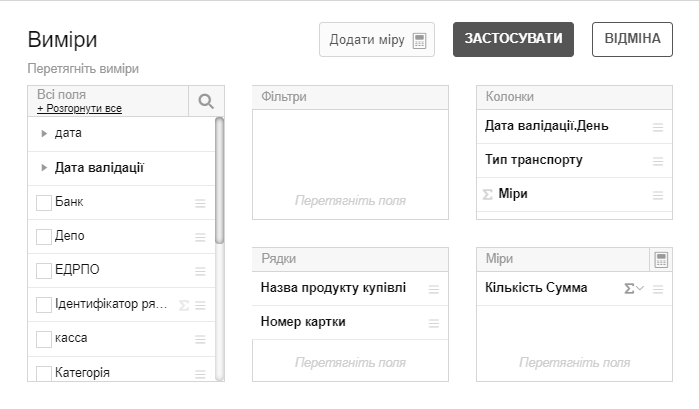 Виміри
Додати міру
ЗАСТОСУВАТИ
ВІДМІНА
Перетягніть виміри
Всі поля
+ Розгорнути все
дата
Дата валідації
Банк
Депо
ЕДРПО
Ідентифікатор ря...
касса
Категорія
Фільтри
Перетягніть поля
Колонки
Дата валідації.День
Тип транспорту
Міри
Рядки
Назва продукту купівлі
Номер картки
Перетягніть поля
Міри
Кількість Сумма
Перетягніть поля